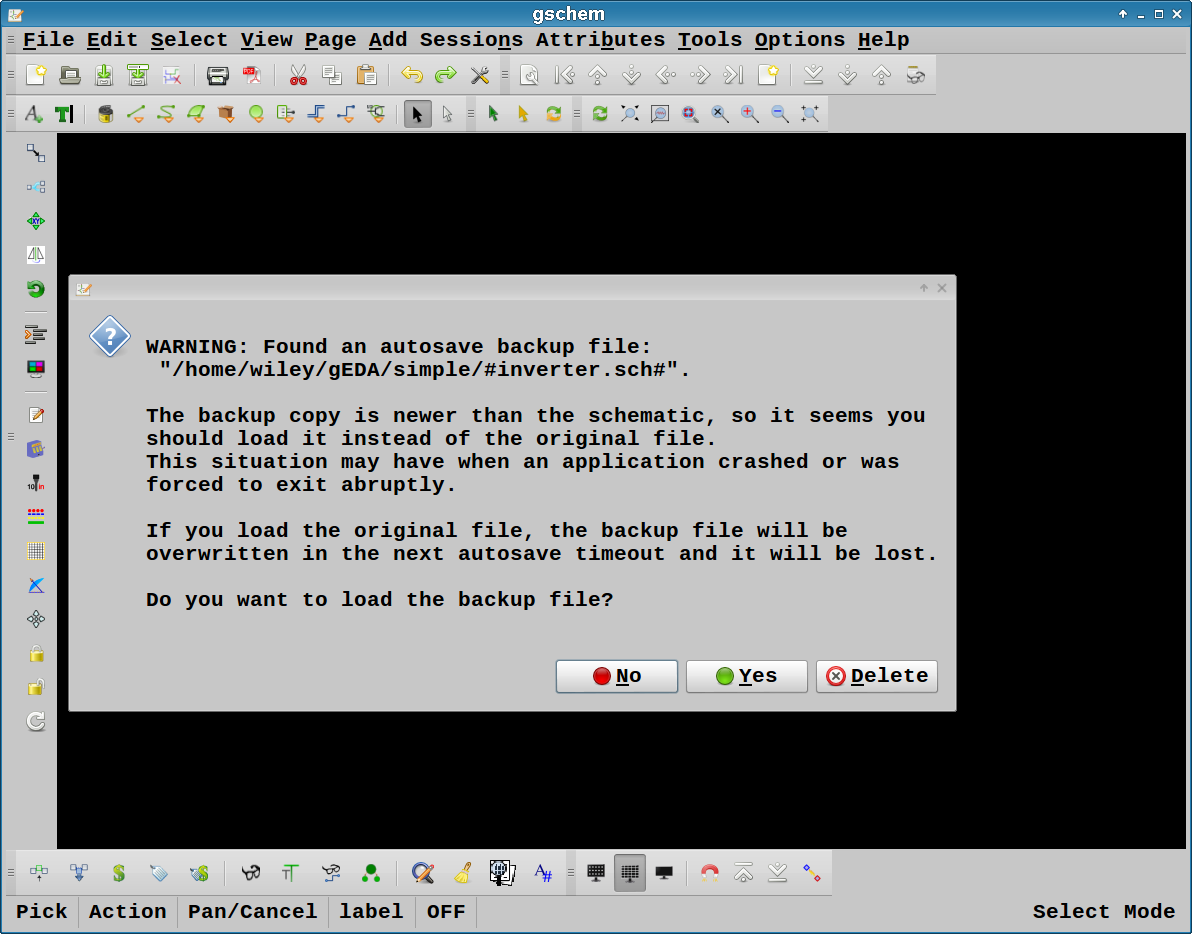 gschem
File Edit Select View Page Add Sessions Attributes Tools Options Help
WARNING: Found an autosave backup file:
"/home/wiley/gEDA/simple/#inverter.sch#".
The backup copy is newer than the schematic, so it seems you
should load it instead of the original file.
This situation may have when an application crashed or was
forced to exit abruptly.
If you load the original file, the backup file will be
overwritten in the next autosave timeout and it will be lost.
Do you want to load the backup file?
No Yes Delete
Pick Action Pan/Cancel label OFF Select Mode